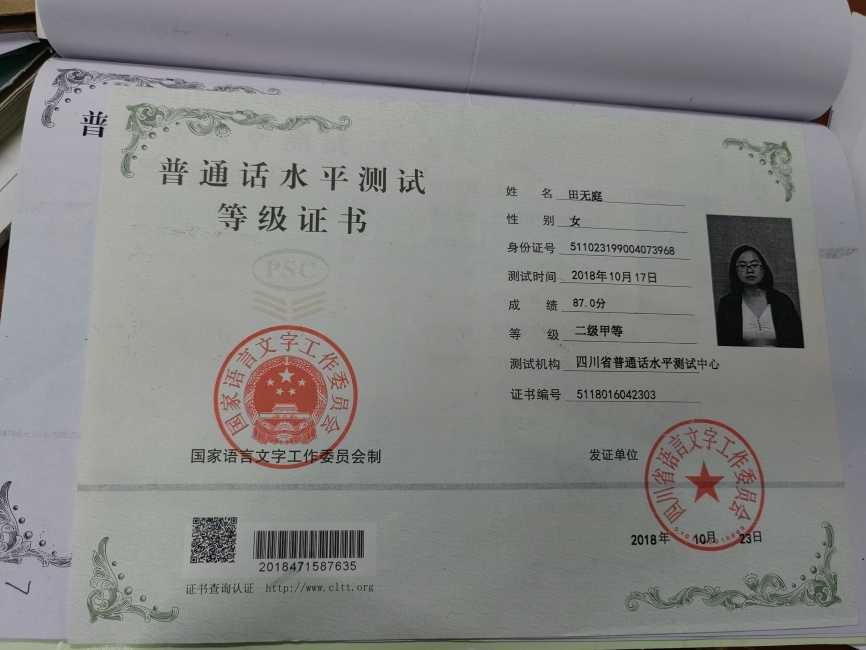 普
普通话水平测试
等级证书
PSC
国家语言文字工作委员会
国家语言文字工作委员会制
2018471587635
证书查询认证 http://www.cltt.org
姓 名 田无庭
性 别 女
身份证号 511023199004073968
测试时间 2018年10月17日
成 绩 87.0分
等 级 二级甲等
测试机构 四川省普通话水平测试中心
证书编号 5118016042303
发证单位
四川省语言文字工作委员会
2018年 10月 23日
7